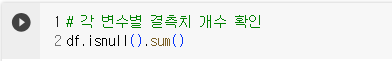 1 # 각 변수별 결측치 개수 확인
2 df.isnull().sum()